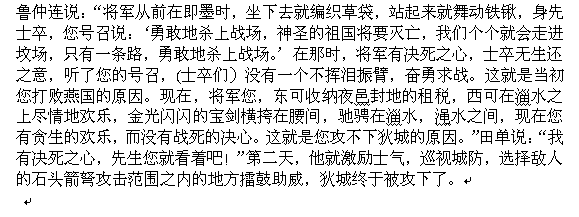 鲁仲连说：“将军从前在即墨时，坐下去就编织草袋，站起来就舞动铁锹，身先
士卒，您号召说：‘勇敢地杀上战场，神圣的祖国将要灭亡，我们个个就会走进
坟场，只有一条路，勇敢地杀上战场。’在那时，将军有决死之心，士卒无生还
之意，听了您的号召，(士卒们）没有一个不挥泪振臂，奋勇求战。这就是当初
您打败燕国的原因。现在，将军您，东可收纳夜邑封地的租税，西可在淄水之
上尽情地欢乐，金光闪闪的宝剑横挎在腰间，驰骋在淄水，渑水之间，现在您
有贪生的欢乐，而没有战死的决心。这就是您攻不下狄城的原因。”田单说：“我
有决死之心，先生您就看着吧！”第二天，他就激励士气，巡视城防，选择敌人
的石头箭弩攻击范围之内的地方擂鼓助威，狄城终于被攻下了。